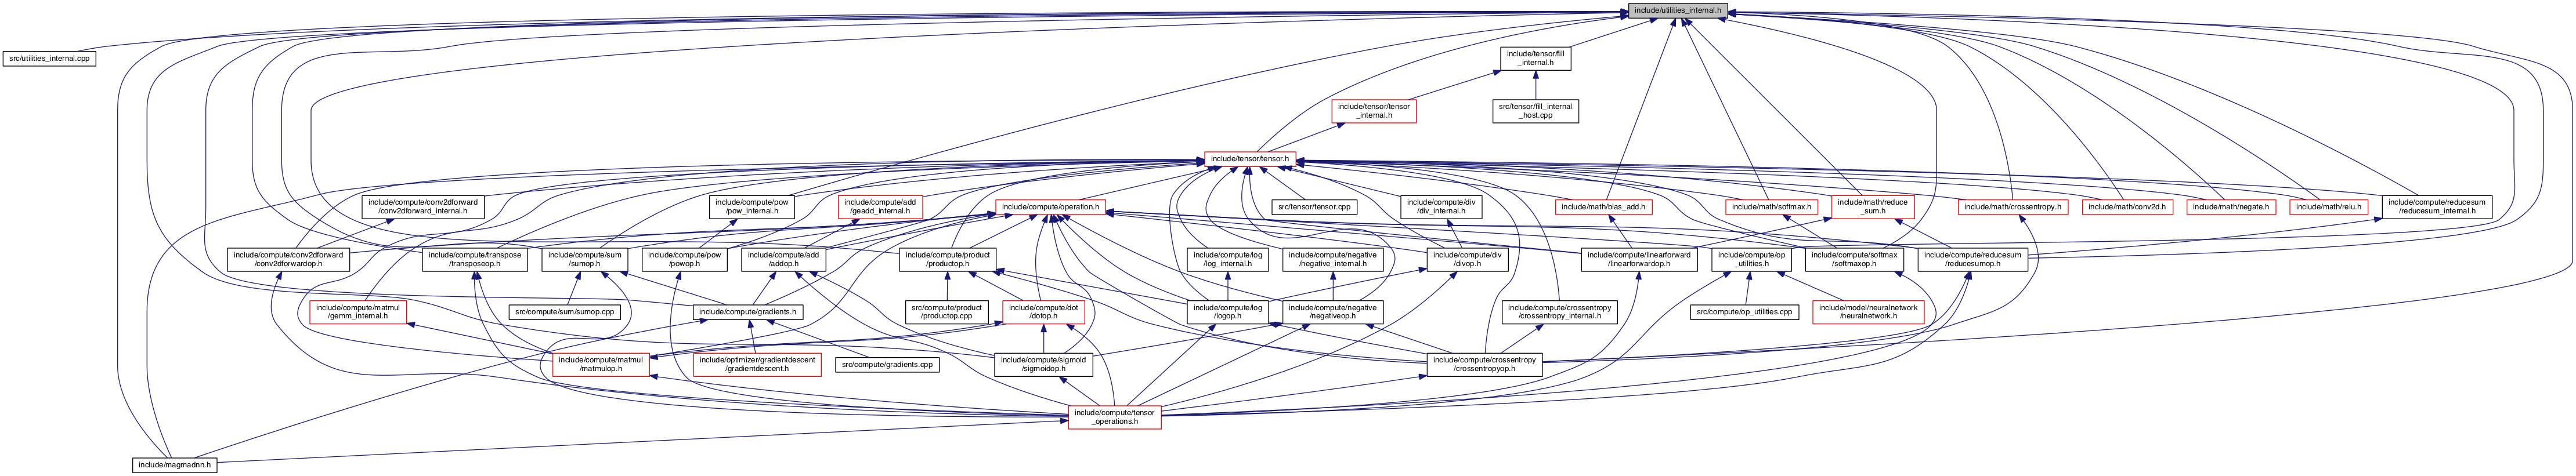 include/utilities_internal.h
src/utilities_internal.cpp
include/tensor/fill
_internal.h
include/tensor/tensor
_internal.h
src/tensor/fill_internal
_host.cpp
include/tensor/tensor.h
include/compute/conv2dforward
/conv2dforward_internal.h
include/compute/pow
/pow_internal.h
include/compute/add
/geadd_internal.h
include/compute/operation.h
src/tensor/tensor.cpp
include/compute/div
/div_internal.h
include/math/bias_add.h
include/math/softmax.h
include/math/reduce
_sum.h
include/math/crossentropy.h
include/math/conv2d.h
include/math/negate.h
include/math/relu.h
include/compute/reducesum
/reducesum_internal.h
include/compute/conv2dforward
/conv2dforwardop.h
include/compute/transpose
/transposeop.h
include/compute/sum
/sumop.h
include/compute/pow
/powop.h
include/compute/add
/addop.h
include/compute/product
/productop.h
include/compute/log
/log_internal.h
include/compute/negative
/negative_internal.h
include/compute/div
/divop.h
include/compute/linearforward
/linearforwardop.h
include/compute/op
_utilities.h
include/compute/softmax
/softmaxop.h
include/compute/reducesum
/reducesumop.h
include/compute/matmul
/gemm_internal.h
src/compute/sum/sumop.cpp
include/compute/gradients.h
src/compute/product
/productop.cpp
include/compute/dot
/dotop.h
include/compute/log
/logop.h
include/compute/negative
/negativeop.h
include/compute/crossentropy
/crossentropy_internal.h
src/compute/op_utilities.cpp
include/model/neuralnetwork
/neuralnetwork.h
include/compute/matmul
/matmulop.h
include/optimizer/gradientdescent
/gradientdescent.h
src/compute/gradients.cpp
include/compute/sigmoid
/sigmoidop.h
include/compute/crossentropy
/crossentropyop.h
include/compute/tensor
_operations.h
include/magmadnn.h